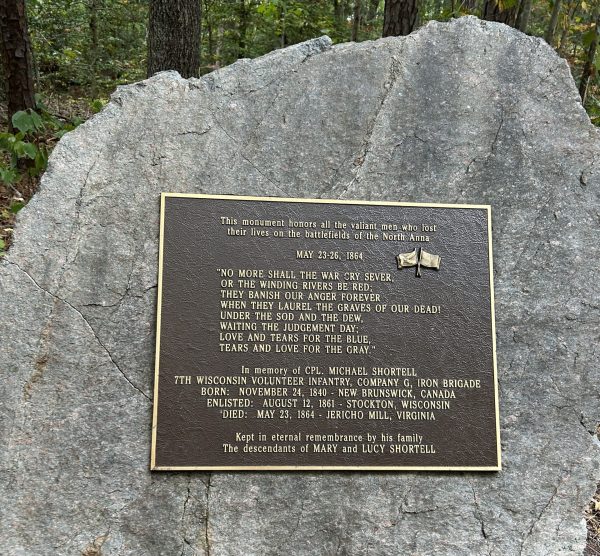 This monument honors all the valiant men who lost
their lives on the battlefields of the North Anna
MAY 23-26, 1864
"NO MORE SHALL THE WAR CRY SEVER,
OR THE WINDING RIVERS BE RED;
THEY BANISH OUR ANGER FOREVER
WHEN THEY LAUREL THE GRAVES OF OUR DEAD!
UNDER THE SOD AND THE DEW,
WAITING THE JUDGEMENT DAY;
LOVE AND TEARS FOR THE BLUE,
TEARS AND LOVE FOR THE GRAY."
In memory of CPL. MICHAEL SHORTELL
7TH WISCONSIN VOLUNTEER INFANTRY, COMPANY G, IRON BRIGADE
BORN: NOVEMBER 24, 1840 - NEW BRUNSWICK, CANADA
ENLISTED: AUGUST 12, 1861 - STOCKTON, WISCONSIN
DIED: MAY 23, 1864 - JERICHO MILL, VIRGINIA
Kept in eternal remembrance by his family
The descendants of MARY and LUCY SHORTELL